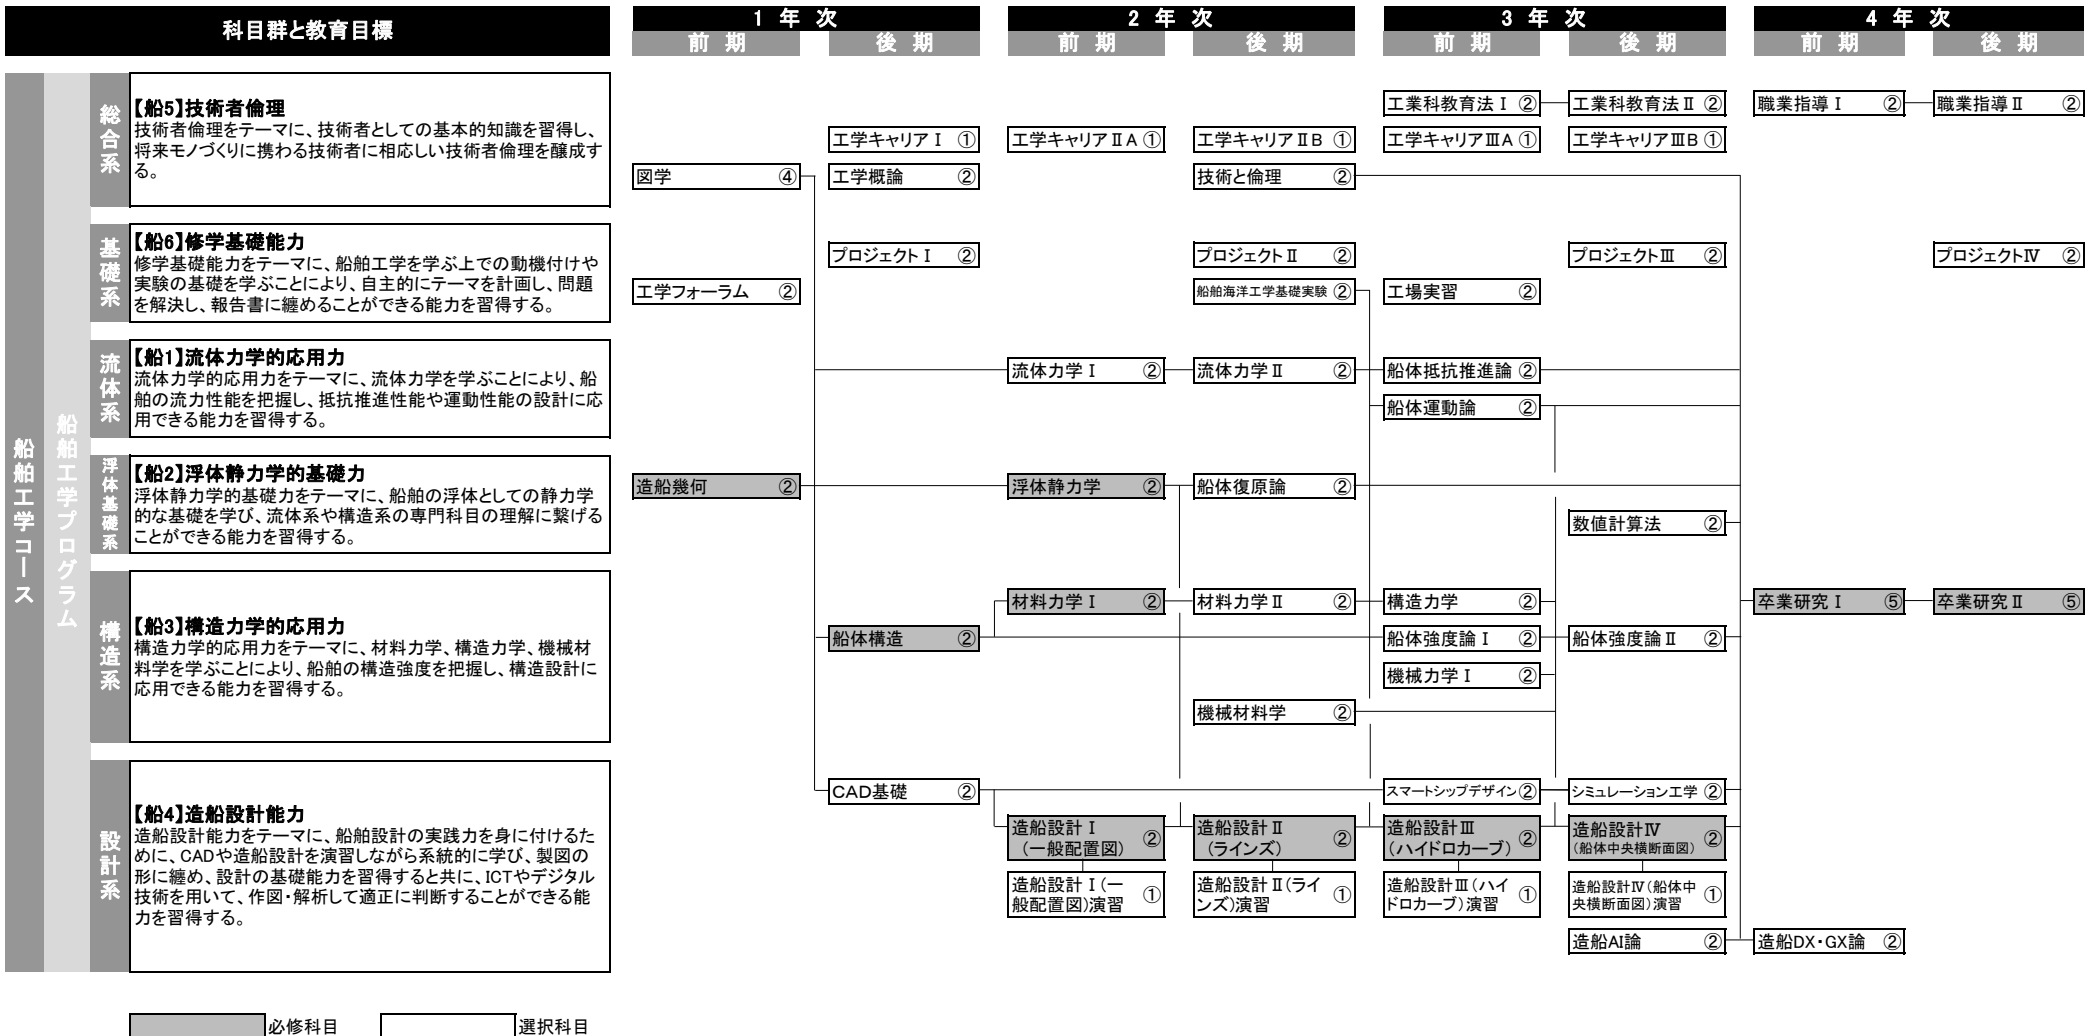 科目群と教育目標
1 年 次
2 年 次
3 年 次
4 年 次
前 期
後 期
前 期
後 期
前 期
後 期
前 期
後 期
船舶工学コース
船舶工学プログラム
総合系
【船5】技術者倫理
技術者倫理をテーマに、技術者としての基本的知識を習得し、
将来モノづくりに携わる技術者に相応しい技術者倫理を醸成す
る。
工業科教育法Ⅰ ②
工業科教育法Ⅱ ②
職業指導Ⅰ ②
職業指導Ⅱ ②
工学キャリアⅠ ①
工学キャリアⅡA ①
工学キャリアⅡB ①
工学キャリアⅢA ①
工学キャリアⅢB ①
図学 ④
工学概論 ②
技術と倫理 ②
基礎系
【船6】修学基礎能力
修学基礎能力をテーマに、船舶工学を学ぶ上での動機付けや
実験の基礎を学ぶことにより、自主的にテーマを計画し、問題
を解決し、報告書に纏めることができる能力を習得する。
プロジェクトⅠ ②
プロジェクトⅡ ②
プロジェクトⅢ ②
プロジェクトⅣ ②
工学フォーラム ②
船舶海洋工学基礎実験 ②
工場実習 ②
流体系
【船1】流体力学的応用力
流体力学的応用力をテーマに、流体力学を学ぶことにより、船
舶の流力性能を把握し、抵抗推進性能や運動性能の設計に応
用できる能力を習得する。
流体力学Ⅰ ②
流体力学Ⅱ ②
船体抵抗推進論 ②
船体運動論 ②
浮体基礎系
【船2】浮体静力学的基礎力
浮体静力学的基礎力をテーマに、船舶の浮体としての静力学
的な基礎を学び、流体系や構造系の専門科目の理解に繋げる
ことができる能力を習得する。
造船幾何 ②
浮体静力学 ②
船体復原論 ②
数値計算法 ②
構造系
【船3】構造力学的応用力
構造力学的応用力をテーマに、材料力学、構造力学、機械材
料学を学ぶことにより、船舶の構造強度を把握し、構造設計に
応用できる能力を習得する。
材料力学Ⅰ ②
材料力学Ⅱ ②
構造力学 ②
卒業研究Ⅰ ⑤
卒業研究Ⅱ ⑤
船体構造 ②
船体強度論Ⅰ ②
船体強度論Ⅱ ②
機械力学Ⅰ ②
機械材料学 ②
設計系
【船4】造船設計能力
造船設計能力をテーマに、船舶設計の実践力を身に付けるた
めに、CADや造船設計を演習しながら系統的に学び、製図の
形に纏め、設計の基礎能力を習得すると共に、ICTやデジタル
技術を用いて、作図・解析して適正に判断することができる能
力を習得する。
CAD基礎 ②
スマートシップデザイン ②
シミュレーション工学 ②
造船設計Ⅰ
(一般配置図) ②
造船設計Ⅱ
(ラインズ) ②
造船設計Ⅲ
(ハイドロカーブ) ②
造船設計Ⅳ
(船体中央横断面図) ②
造船設計Ⅰ(一
般配置図)演習 ①
造船設計Ⅱ(ライ
ンズ)演習 ①
造船設計Ⅲ(ハイ
ドロカーブ)演習 ①
造船設計Ⅳ(船体中
央横断面図)演習 ①
造船AI論 ②
造船DX・GX論 ②
必修科目
選択科目